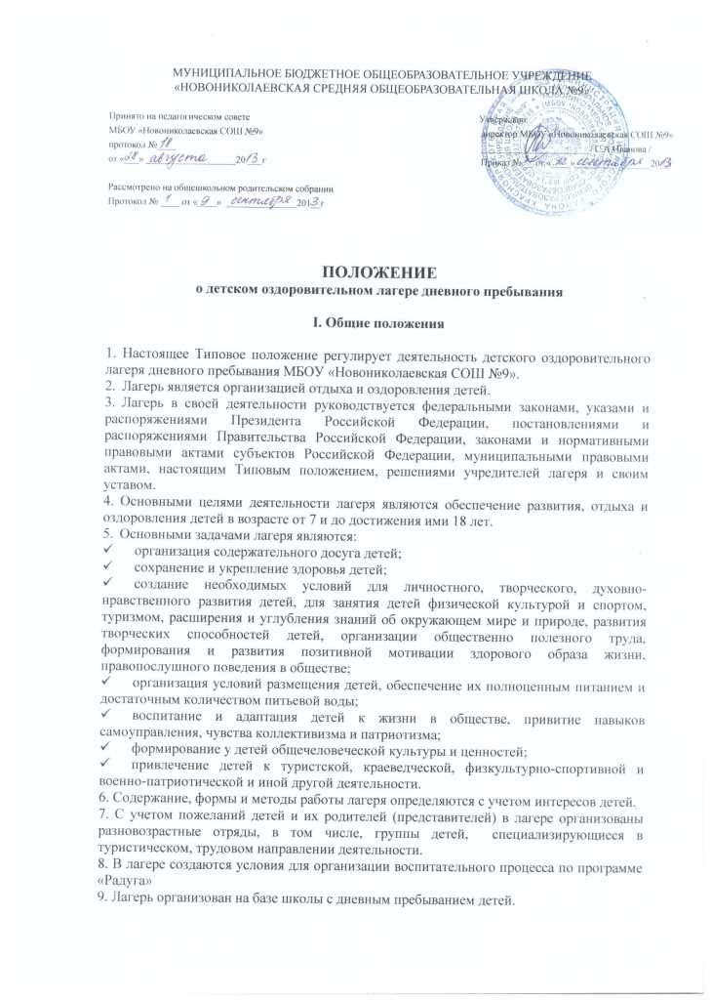 МУНИЦИПАЛЬНОЕ БЮДЖЕТНОЕ ОБЩЕОБРАЗОВАТЕЛЬНОЕ УЧРЕЖДЕНИЕ
«НОВОНИКОЛАЕВСКАЯ СРЕДНЯЯ ОБЩЕОБРАЗОВАТЕЛЬНАЯ ШКОЛА №9»
Принято на педагогическом совете
МБОУ «Новониколаевская СОШ №9»
протокол № 18
от «28» августа 2013 г
Рассмотрено на общешкольном родительском собрании
Протокол № 1 от «9» сентября 2013 г
Утверждаю:
директор МБОУ «Новониколаевская СОШ №9»
Иванова /
Приказ № от « » сентября 2013
ПОЛОЖЕНИЕ
о детском оздоровительном лагере дневного пребывания
I. Общие положения
1. Настоящее Типовое положение регулирует деятельность детского оздоровительного
лагеря дневного пребывания МБОУ «Новониколаевская СОШ №9».
2. Лагерь является организацией отдыха и оздоровления детей.
3. Лагерь в своей деятельности руководствуется федеральными законами, указами и
распоряжениями Президента Российской Федерации, постановлениями и
распоряжениями Правительства Российской Федерации, законами и нормативными
правовыми актами субъектов Российской Федерации, муниципальными правовыми
актами, настоящим Типовым положением, решениями учредителей лагеря и своим
уставом.
4. Основными целями деятельности лагеря являются обеспечение развития, отдыха и
оздоровления детей в возрасте от 7 и до достижения ими 18 лет.
5. Основными задачами лагеря являются:
✓ организация содержательного досуга детей;
✓ сохранение и укрепление здоровья детей;
✓ создание необходимых условий для личностного, творческого, духовно-
нравственного развития детей, для занятия детей физической культурой и спортом,
туризмом, расширения и углубления знаний об окружающем мире и природе, развития
творческих способностей детей, организации общественно полезного труда,
формирования и развития позитивной мотивации здорового образа жизни,
правопослушного поведения в обществе;
✓ организация условий размещения детей, обеспечение их полноценным питанием и
достаточным количеством питьевой воды;
✓ воспитание и адаптация детей к жизни в обществе, привитие навыков
самоуправления, чувства коллективизма и патриотизма;
✓ формирование у детей общечеловеческой культуры и ценностей;
✓ привлечение детей к туристской, краеведческой, физкультурно-спортивной и
военно-патриотической и иной другой деятельности.
6. Содержание, формы и методы работы лагеря определяются с учетом интересов детей.
7. С учетом пожеланий детей и их родителей (представителей) в лагере организованы
разновозрастные отряды, в том числе, группы детей, специализирующиеся в
туристическом, трудовом направлении деятельности.
8. В лагере создаются условия для организации воспитательного процесса по программе
«Радуга»
9. Лагерь организован на базе школы с дневным пребыванием детей.